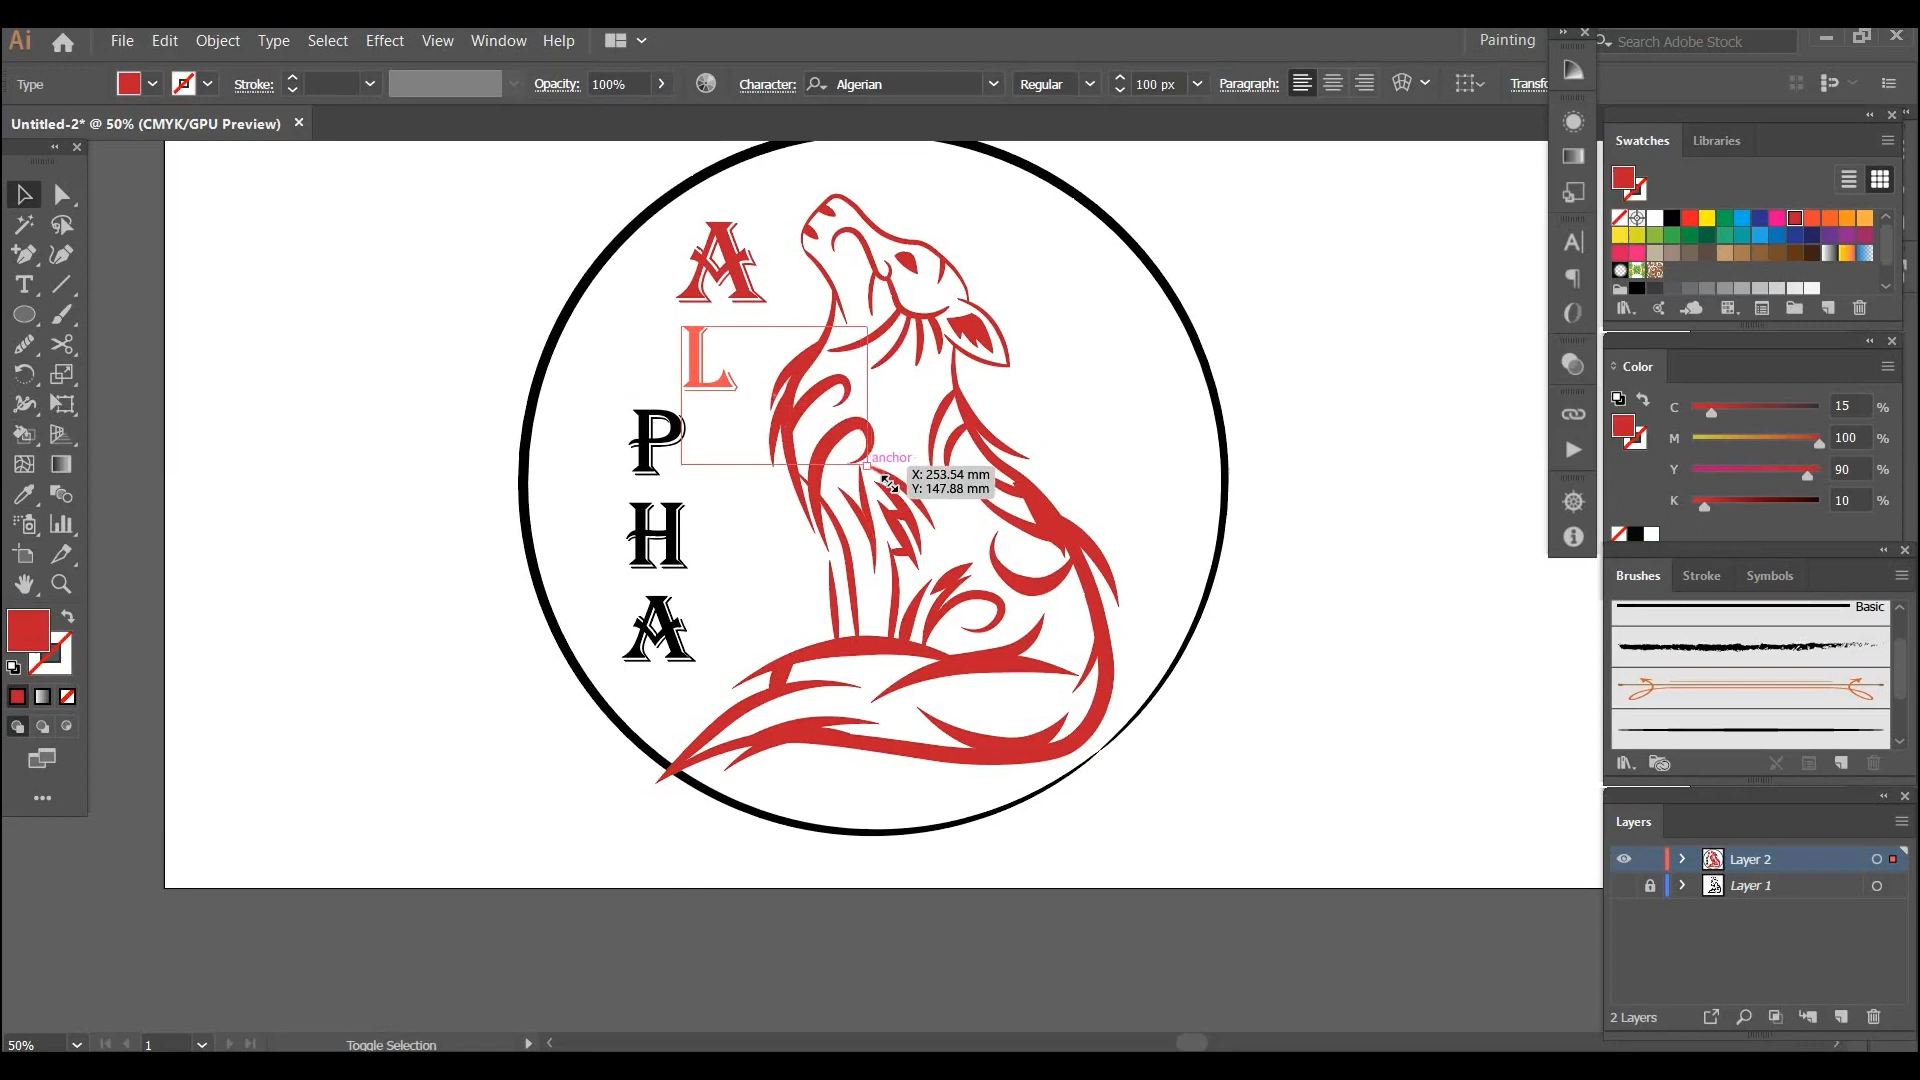 Ai File Edit Object Type Select Effect View Window Help Painting Search Adobe Stock
Type Stroke: Opacity: 100% Character: Algerian Regular 100 px Paragraph: Transfo
Untitled-2* @ 50% (CMYK/GPU Preview)
Swatches Libraries
A
L
P
H
A
anchor
X: 253.54 mm
Y: 147.88 mm
Color
C 15 %
M 100 %
Y 90 %
K 10 %
Brushes Stroke Symbols
Basic
Layers
Layer 2
Layer 1
2 Layers
50% 1 Toggle Selection